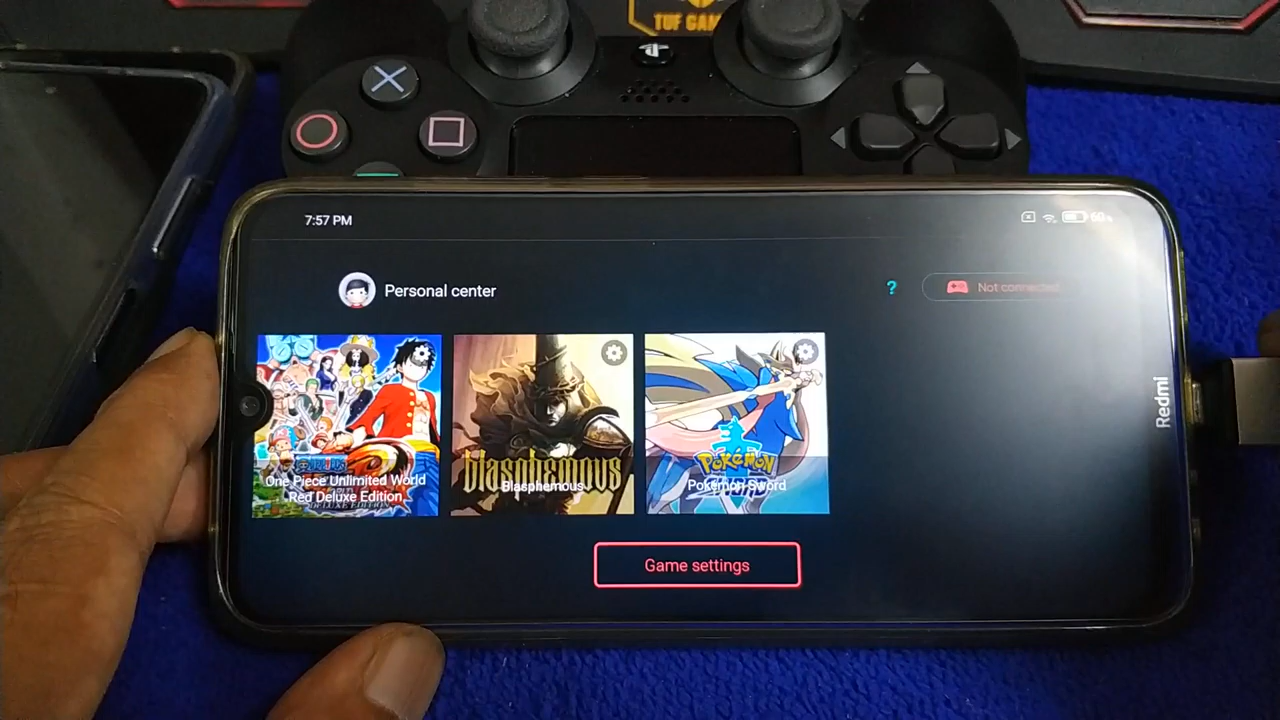 TUF GAM
7:57 PM
60
Personal center
?
Not connected
One Piece Unlimited World
Red Deluxe Edition
blasphemous
Blasphemous
Pokémon
Pokémon Sword
Game settings
Redmi